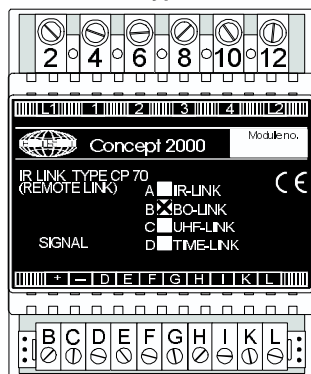 2 4 6 8 10 12
L1 1 2 3 4 L2
Concept 2000
Module no.
IR LINK TYPE CP 70
(REMOTE LINK)
CE
A IR-LINK
B BO-LINK
C UHF-LINK
D TIME-LINK
SIGNAL
+ – D E F G H I K L
B C D E F G H I K L